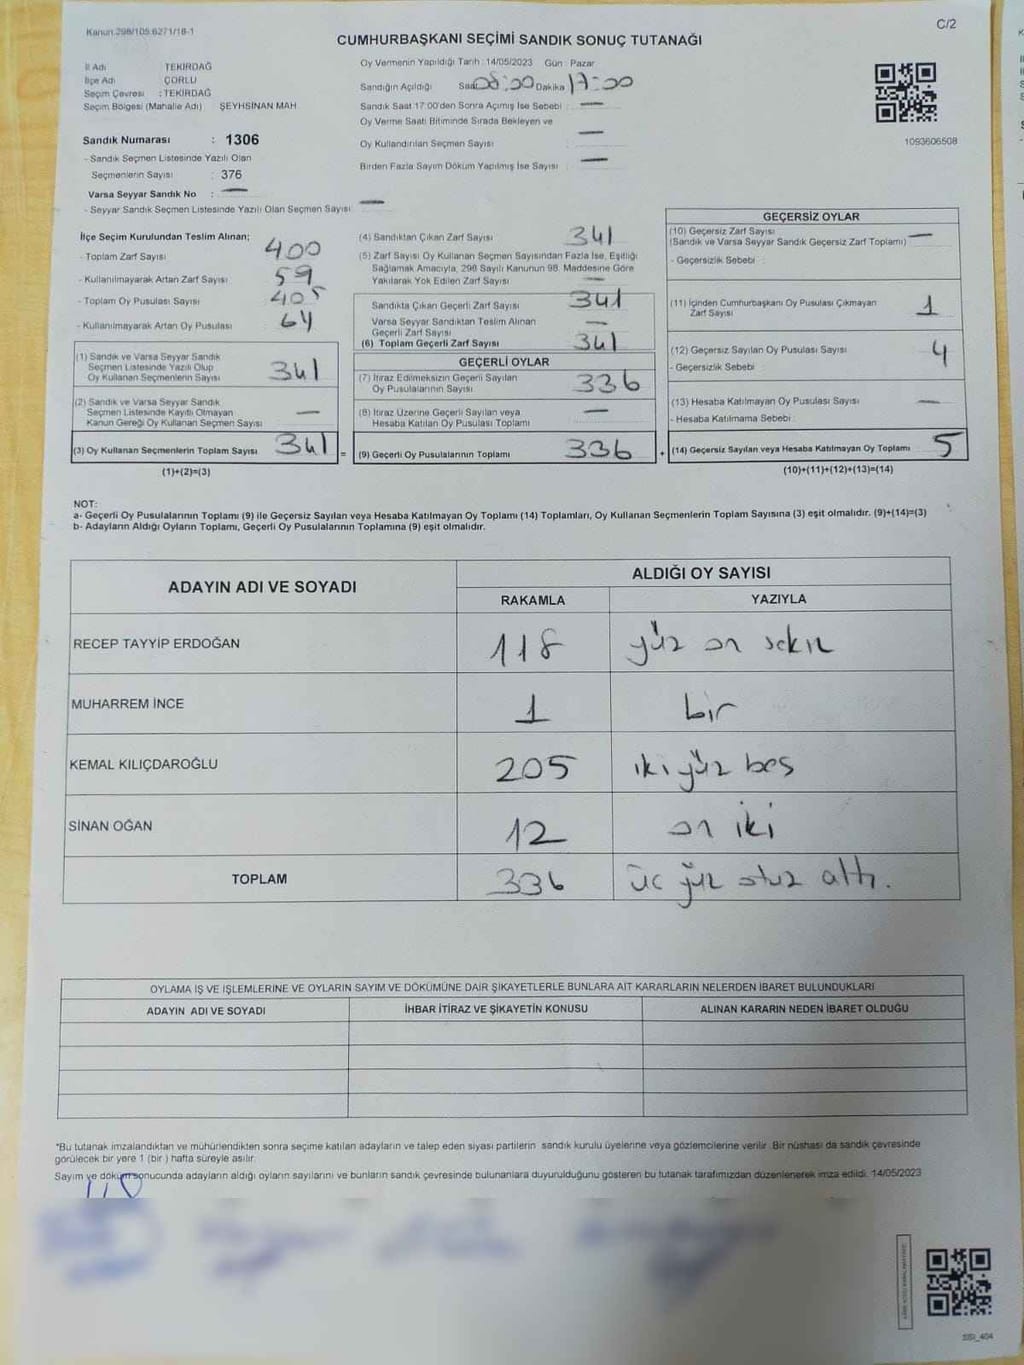 Kanun:298/105:6271/18-1
C/2
CUMHURBAŞKANI SEÇİMİ SANDIK SONUÇ TUTANAĞI
İl Adı TEKİRDAĞ
İlçe Adı ÇORLU
Seçim Çevresi : TEKİRDAĞ
Seçim Bölgesi (Mahalle Adı) ŞEYHSİNAN MAH
Oy Vermenin Yapıldığı Tarih : 14/05/2023 Gün : Pazar
Sandığın Açıldığı Saat 08:00 Dakika 17:00
Sandık Saat 17:00'den Sonra Açımış İse Sebebi : —
Oy Verme Saati Bitiminde Sırada Bekleyen ve
Oy Kullandırılan Seçmen Sayısı : —
Birden Fazla Sayım Döküm Yapılmış İse Sayısı : —
1093606508
Sandık Numarası : 1306
- Sandık Seçmen Listesinde Yazılı Olan
Seçmenlerin Sayısı : 376
Varsa Seyyar Sandık No : —
- Seyyar Sandık Seçmen Listesinde Yazılı Olan Seçmen Sayısı : —
İlçe Seçim Kurulundan Teslim Alınan;
- Toplam Zarf Sayısı 400
- Kullanılmayarak Artan Zarf Sayısı 59
- Toplam Oy Pusulası Sayısı 405
- Kullanılmayarak Artan Oy Pusulası 64
(1) Sandık ve Varsa Seyyar Sandık
Seçmen Listesinde Yazılı Olup
Oy Kullanan Seçmenlerin Sayısı 341
(2) Sandık ve Varsa Seyyar Sandık
Seçmen Listesinde Kayıtlı Olmayan
Kanun Gereği Oy Kullanan Seçmen Sayısı —
(3) Oy Kullanan Seçmenlerin Toplam Sayısı 341 =
(1)+(2)=(3)
(4) Sandıktan Çıkan Zarf Sayısı 341
(5) Zarf Sayısı Oy Kullanan Seçmen Sayısından Fazla İse, Eşitliği
Sağlamak Amacıyla, 298 Sayılı Kanunun 98. Maddesine Göre
Yakılarak Yok Edilen Zarf Sayısı —
Sandıkta Çıkan Geçerli Zarf Sayısı 341
Varsa Seyyar Sandıktan Teslim Alınan
Geçerli Zarf Sayısı —
(6) Toplam Geçerli Zarf Sayısı 341
GEÇERLİ OYLAR
(7) İtiraz Edilmeksizin Geçerli Sayılan
Oy Pusulalarının Sayısı 336
(8) İtiraz Üzerine Geçerli Sayılan veya
Hesaba Katılan Oy Pusulası Toplamı —
(9) Geçerli Oy Pusulalarının Toplamı 336 +
GEÇERSİZ OYLAR
(10) Geçersiz Zarf Sayısı
(Sandık ve Varsa Seyyar Sandık Geçersiz Zarf Toplamı) —
- Geçersizlik Sebebi :
(11) İçinden Cumhurbaşkanı Oy Pusulası Çıkmayan
Zarf Sayısı 1
(12) Geçersiz Sayılan Oy Pusulası Sayısı 4
- Geçersizlik Sebebi
(13) Hesaba Katılmayan Oy Pusulası Sayısı —
- Hesaba Katılmama Sebebi :
(14) Geçersiz Sayılan veya Hesaba Katılmayan Oy Toplamı 5
(10)+(11)+(12)+(13)=(14)
NOT:
a- Geçerli Oy Pusulalarının Toplamı (9) ile Geçersiz Sayılan veya Hesaba Katılmayan Oy Toplamı (14) Toplamları, Oy Kullanan Seçmenlerin Toplam Sayısına (3) eşit olmalıdır. (9)+(14)=(3)
b- Adayların Aldığı Oyların Toplamı, Geçerli Oy Pusulalarının Toplamına (9) eşit olmalıdır.
ADAYIN ADI VE SOYADI
ALDIĞI OY SAYISI
RAKAMLA YAZIYLA
RECEP TAYYİP ERDOĞAN 118 yüz on sekiz
MUHARREM İNCE 1 bir
KEMAL KILIÇDAROĞLU 205 iki yüz beş
SİNAN OĞAN 12 on iki
TOPLAM 336 üç yüz otuz altı.
OYLAMA İŞ VE İŞLEMLERİNE VE OYLARIN SAYIM VE DÖKÜMÜNE DAİR ŞİKAYETLERLE BUNLARA AİT KARARLARIN NELERDEN İBARET BULUNDUKLARI
ADAYIN ADI VE SOYADI İHBAR İTİRAZ VE ŞİKAYETİN KONUSU ALINAN KARARIN NEDEN İBARET OLDUĞU
*Bu tutanak imzalandıktan ve mühürlendikten sonra seçime katılan adayların ve talep eden siyasi partilerin sandık kurulu üyelerine veya gözlemcilerine verilir. Bir nüshası da sandık çevresinde
görülecek bir yere 1 (bir ) hafta süreyle asılır.
Sayım ve döküm sonucunda adayların aldığı oyların sayılarını ve bunların sandık çevresinde bulunanlara duyurulduğunu gösteren bu tutanak tarafımızdan düzenlenerek imza edildi. 14/05/2023
SSI_404